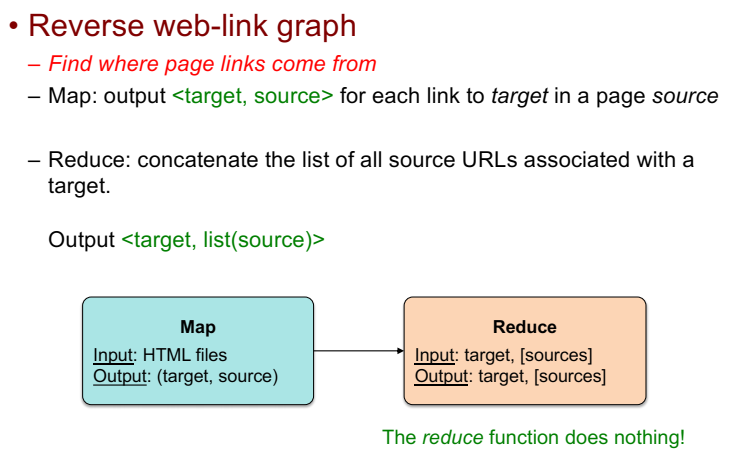 • Reverse web-link graph
– Find where page links come from
– Map: output <target, source> for each link to target in a page source
– Reduce: concatenate the list of all source URLs associated with a
target.
Output <target, list(source)>
Map
Input: HTML files
Output: (target, source)
Reduce
Input: target, [sources]
Output: target, [sources]
The reduce function does nothing!